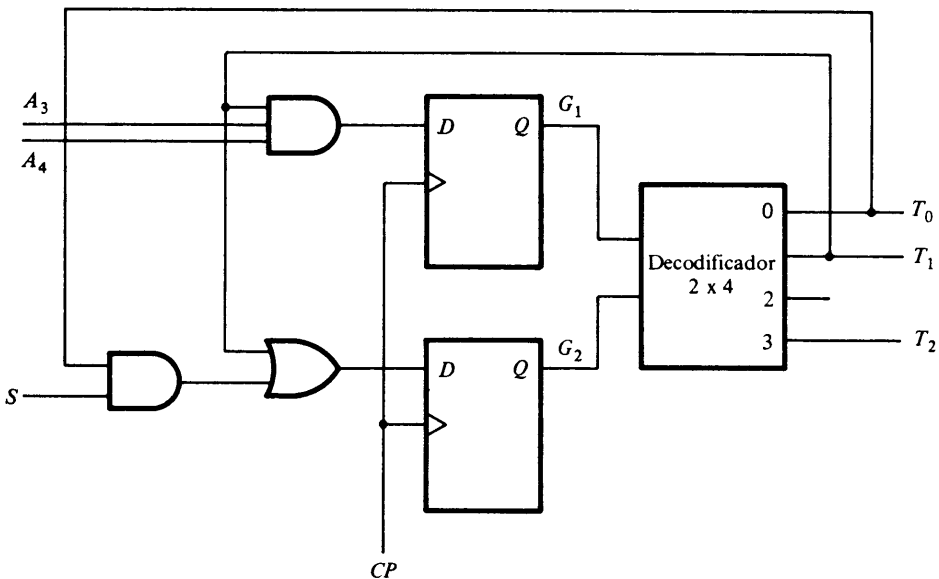 A3
A4
D Q
G1
S
D Q
G2
CP
Decodificador
2 x 4
0
2
3
T0
T1
T2